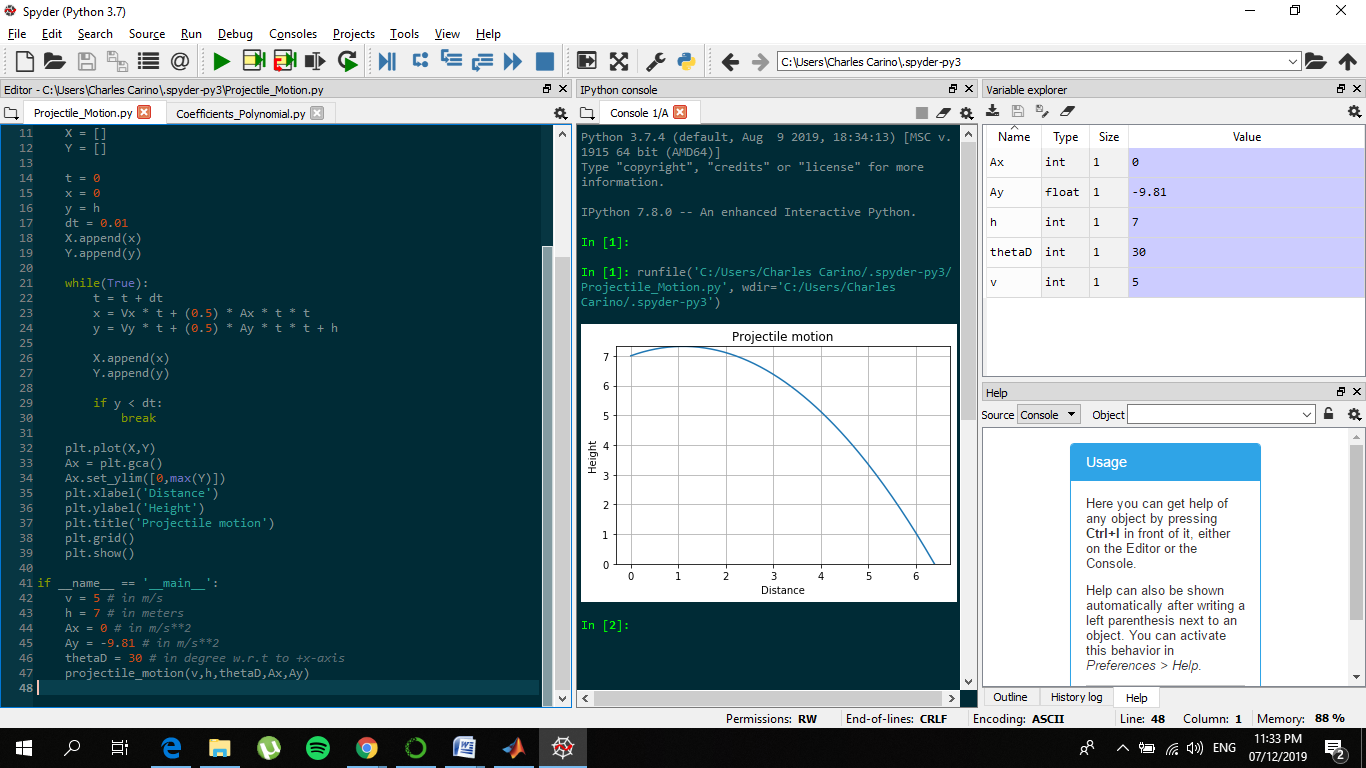 Spyder (Python 3.7)
File Edit Search Source Run Debug Consoles Projects Tools View Help
C:\Users\Charles Carino\.spyder-py3
Editor - C:\Users\Charles Carino\.spyder-py3\Projectile_Motion.py
Projectile_Motion.py Coefficients_Polynomial.py
11 X = []
12 Y = []
13
14 t = 0
15 x = 0
16 y = h
17 dt = 0.01
18 X.append(x)
19 Y.append(y)
20
21 while(True):
22 t = t + dt
23 x = Vx * t + (0.5) * Ax * t * t
24 y = Vy * t + (0.5) * Ay * t * t + h
25
26 X.append(x)
27 Y.append(y)
28
29 if y < dt:
30 break
31
32 plt.plot(X,Y)
33 Ax = plt.gca()
34 Ax.set_ylim([0,max(Y)])
35 plt.xlabel('Distance')
36 plt.ylabel('Height')
37 plt.title('Projectile motion')
38 plt.grid()
39 plt.show()
40
41 if __name__ == '__main__':
42 v = 5 # in m/s
43 h = 7 # in meters
44 Ax = 0 # in m/s**2
45 Ay = -9.81 # in m/s**2
46 thetaD = 30 # in degree w.r.t to +x-axis
47 projectile_motion(v,h,thetaD,Ax,Ay)
48
IPython console
Console 1/A
Python 3.7.4 (default, Aug 9 2019, 18:34:13) [MSC v.
1915 64 bit (AMD64)]
Type "copyright", "credits" or "license" for more
information.
IPython 7.8.0 -- An enhanced Interactive Python.
In [1]:
In [1]: runfile('C:/Users/Charles Carino/.spyder-py3/
Projectile_Motion.py', wdir='C:/Users/Charles
Carino/.spyder-py3')
Projectile motion
7
6
5
4
3
2
1
0
Height
0 1 2 3 4 5 6
Distance
In [2]:
Variable explorer
Name Type Size Value
Ax int 1 0
Ay float 1 -9.81
h int 1 7
thetaD int 1 30
v int 1 5
Help
Source Console Object
Usage
Here you can get help of
any object by pressing
Ctrl+I in front of it, either
on the Editor or the
Console.
Help can also be shown
automatically after writing a
left parenthesis next to an
object. You can activate
this behavior in
Preferences > Help.
Outline History log Help
Permissions: RW End-of-lines: CRLF Encoding: ASCII Line: 48 Column: 1 Memory: 88 %
ENG
11:33 PM
07/12/2019
2